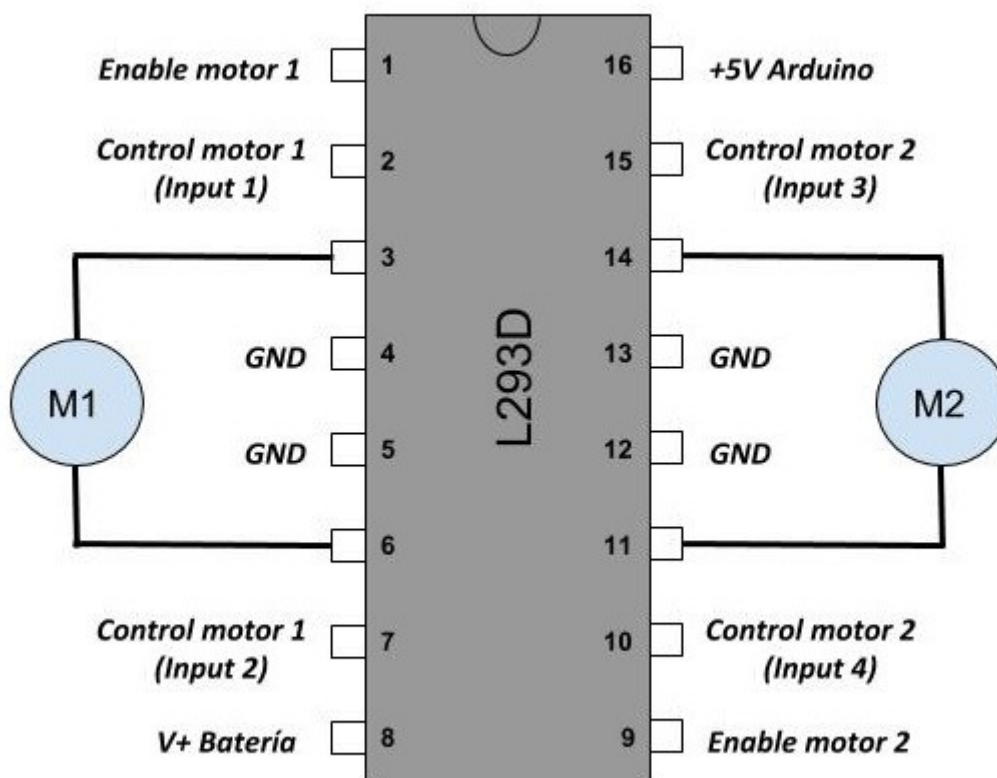 Enable motor 1
1
16
+5V Arduino
Control motor 1
(Input 1)
2
15
Control motor 2
(Input 3)
3
14
M1
GND
4
13
GND
L293D
M2
GND
5
12
GND
6
11
Control motor 1
(Input 2)
7
10
Control motor 2
(Input 4)
V+ Batería
8
9
Enable motor 2